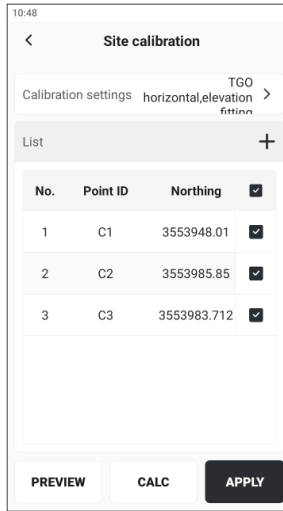 10:48
Site calibration
Calibration settings TGO
horizontal,elevation
fitting
List
No. Point ID Northing
1 C1 3553948.01
2 C2 3553985.85
3 C3 3553983.712
PREVIEW CALC APPLY